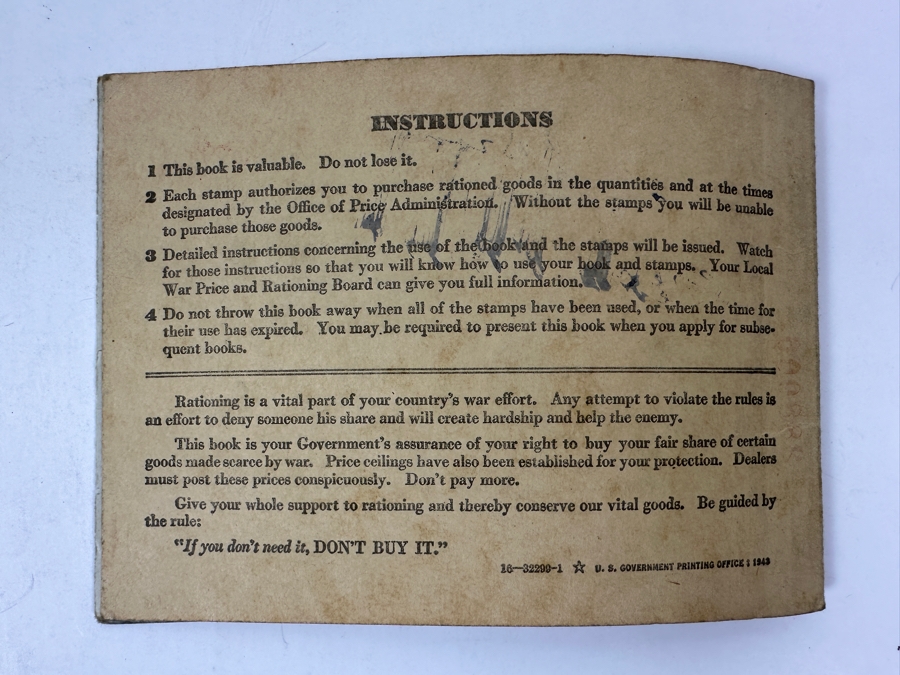 INSTRUCTIONS
1 This book is valuable. Do not lose it.
2 Each stamp authorizes you to purchase rationed goods in the quantities and at the times
designated by the Office of Price Administration. Without the stamps you will be unable
to purchase those goods.
3 Detailed instructions concerning the use of the book and the stamps will be issued. Watch
for those instructions so that you will know how to use your book and stamps. Your Local
War Price and Rationing Board can give you full information.
4 Do not throw this book away when all of the stamps have been used, or when the time for
their use has expired. You may be required to present this book when you apply for subse-
quent books.
Rationing is a vital part of your country's war effort. Any attempt to violate the rules is
an effort to deny someone his share and will create hardship and help the enemy.
This book is your Government's assurance of your right to buy your fair share of certain
goods made scarce by war. Price ceilings have also been established for your protection. Dealers
must post these prices conspicuously. Don't pay more.
Give your whole support to rationing and thereby conserve our vital goods. Be guided by
the rule:
"If you don't need it, DON'T BUY IT."
16—32299-1 ☆ U. S. GOVERNMENT PRINTING OFFICE : 1943